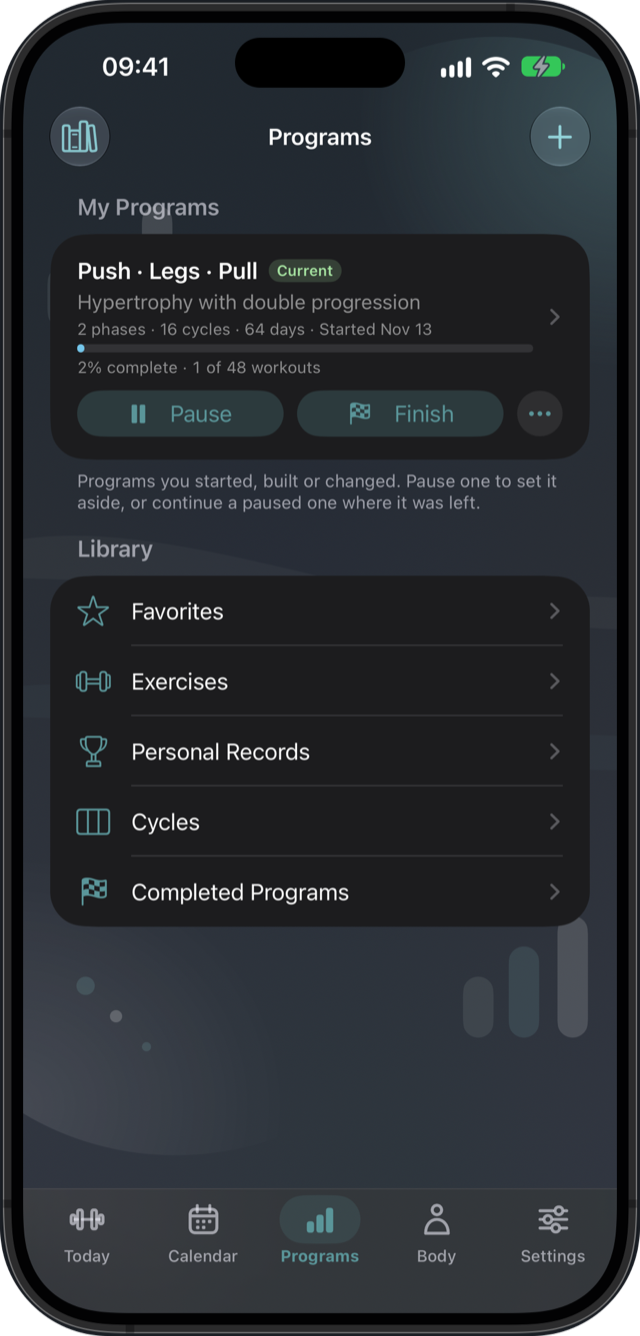 09:41
Programs
My Programs
Push · Legs · Pull Current
Hypertrophy with double progression
2 phases · 16 cycles · 64 days · Started Nov 13
2% complete · 1 of 48 workouts
Pause Finish
Programs you started, built or changed. Pause one to set it
aside, or continue a paused one where it was left.
Library
Favorites
Exercises
Personal Records
Cycles
Completed Programs
Today Calendar Programs Body Settings